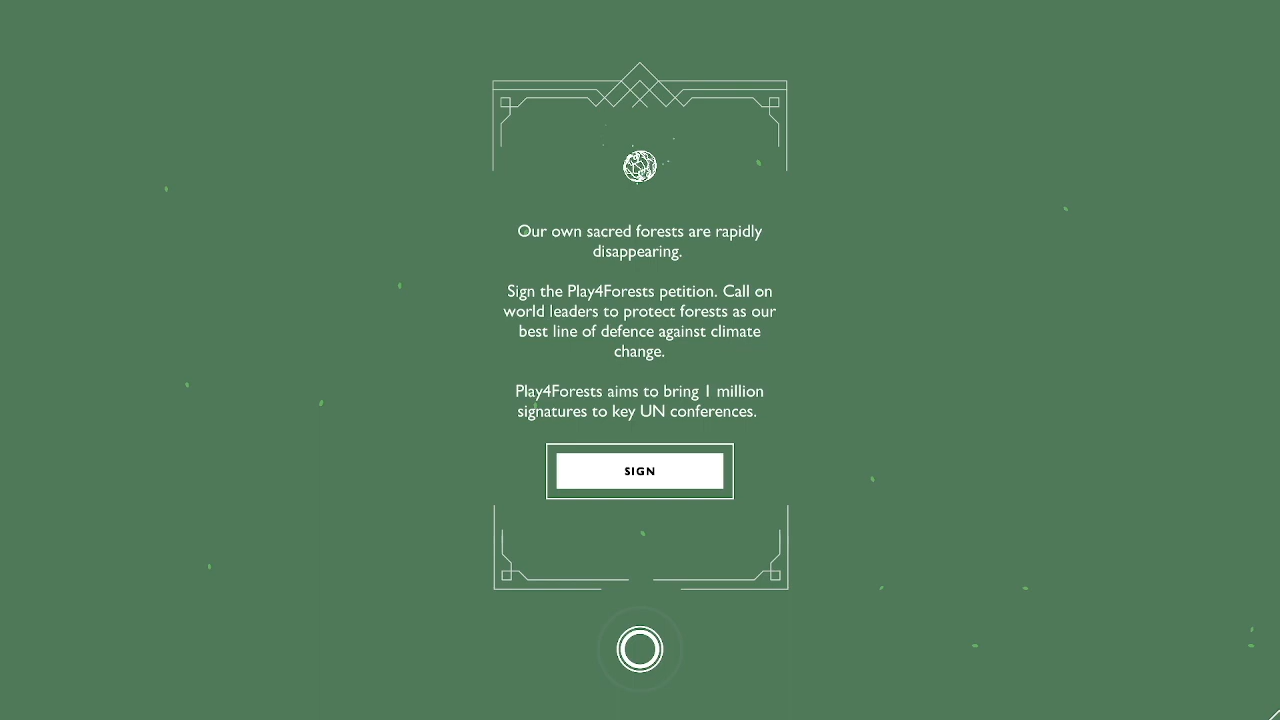 Our own sacred forests are rapidly
disappearing.
Sign the Play4Forests petition. Call on
world leaders to protect forests as our
best line of defence against climate
change.
Play4Forests aims to bring 1 million
signatures to key UN conferences.
SIGN